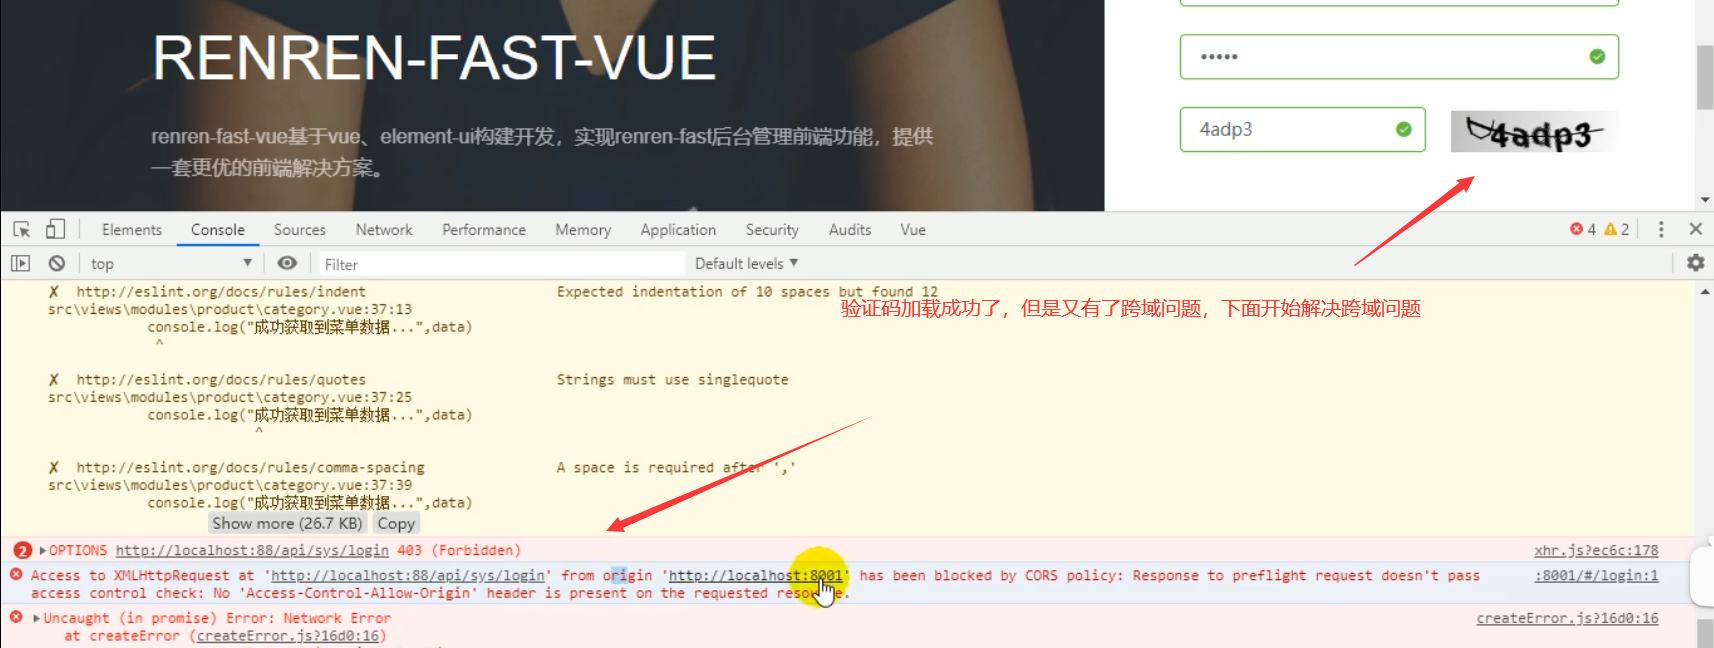 RENREN-FAST-VUE
renren-fast-vue基于vue、element-ui构建开发，实现renren-fast后台管理前端功能，提供
一套更优的前端解决方案。
•••••
4adp3
4adp3
Elements Console Sources Network Performance Memory Application Security Audits Vue 4 2
top Filter Default levels
✗ http://eslint.org/docs/rules/indent Expected indentation of 10 spaces but found 12
src\views\modules\product\category.vue:37:13
console.log("成功获取到菜单数据...",data)
^
验证码加载成功了，但是又有了跨域问题，下面开始解决跨域问题
✗ http://eslint.org/docs/rules/quotes Strings must use singlequote
src\views\modules\product\category.vue:37:25
console.log("成功获取到菜单数据...",data)
^
✗ http://eslint.org/docs/rules/comma-spacing A space is required after ','
src\views\modules\product\category.vue:37:39
console.log("成功获取到菜单数据...",data)
Show more (26.7 KB) Copy
2 OPTIONS http://localhost:88/api/sys/login 403 (Forbidden) xhr.js?ec6c:178
Access to XMLHttpRequest at 'http://localhost:88/api/sys/login' from origin 'http://localhost:8001' has been blocked by CORS policy: Response to preflight request doesn't pass :8001/#/login:1
access control check: No 'Access-Control-Allow-Origin' header is present on the requested resource.
Uncaught (in promise) Error: Network Error createError.js?16d0:16
at createError (createError.js?16d0:16)